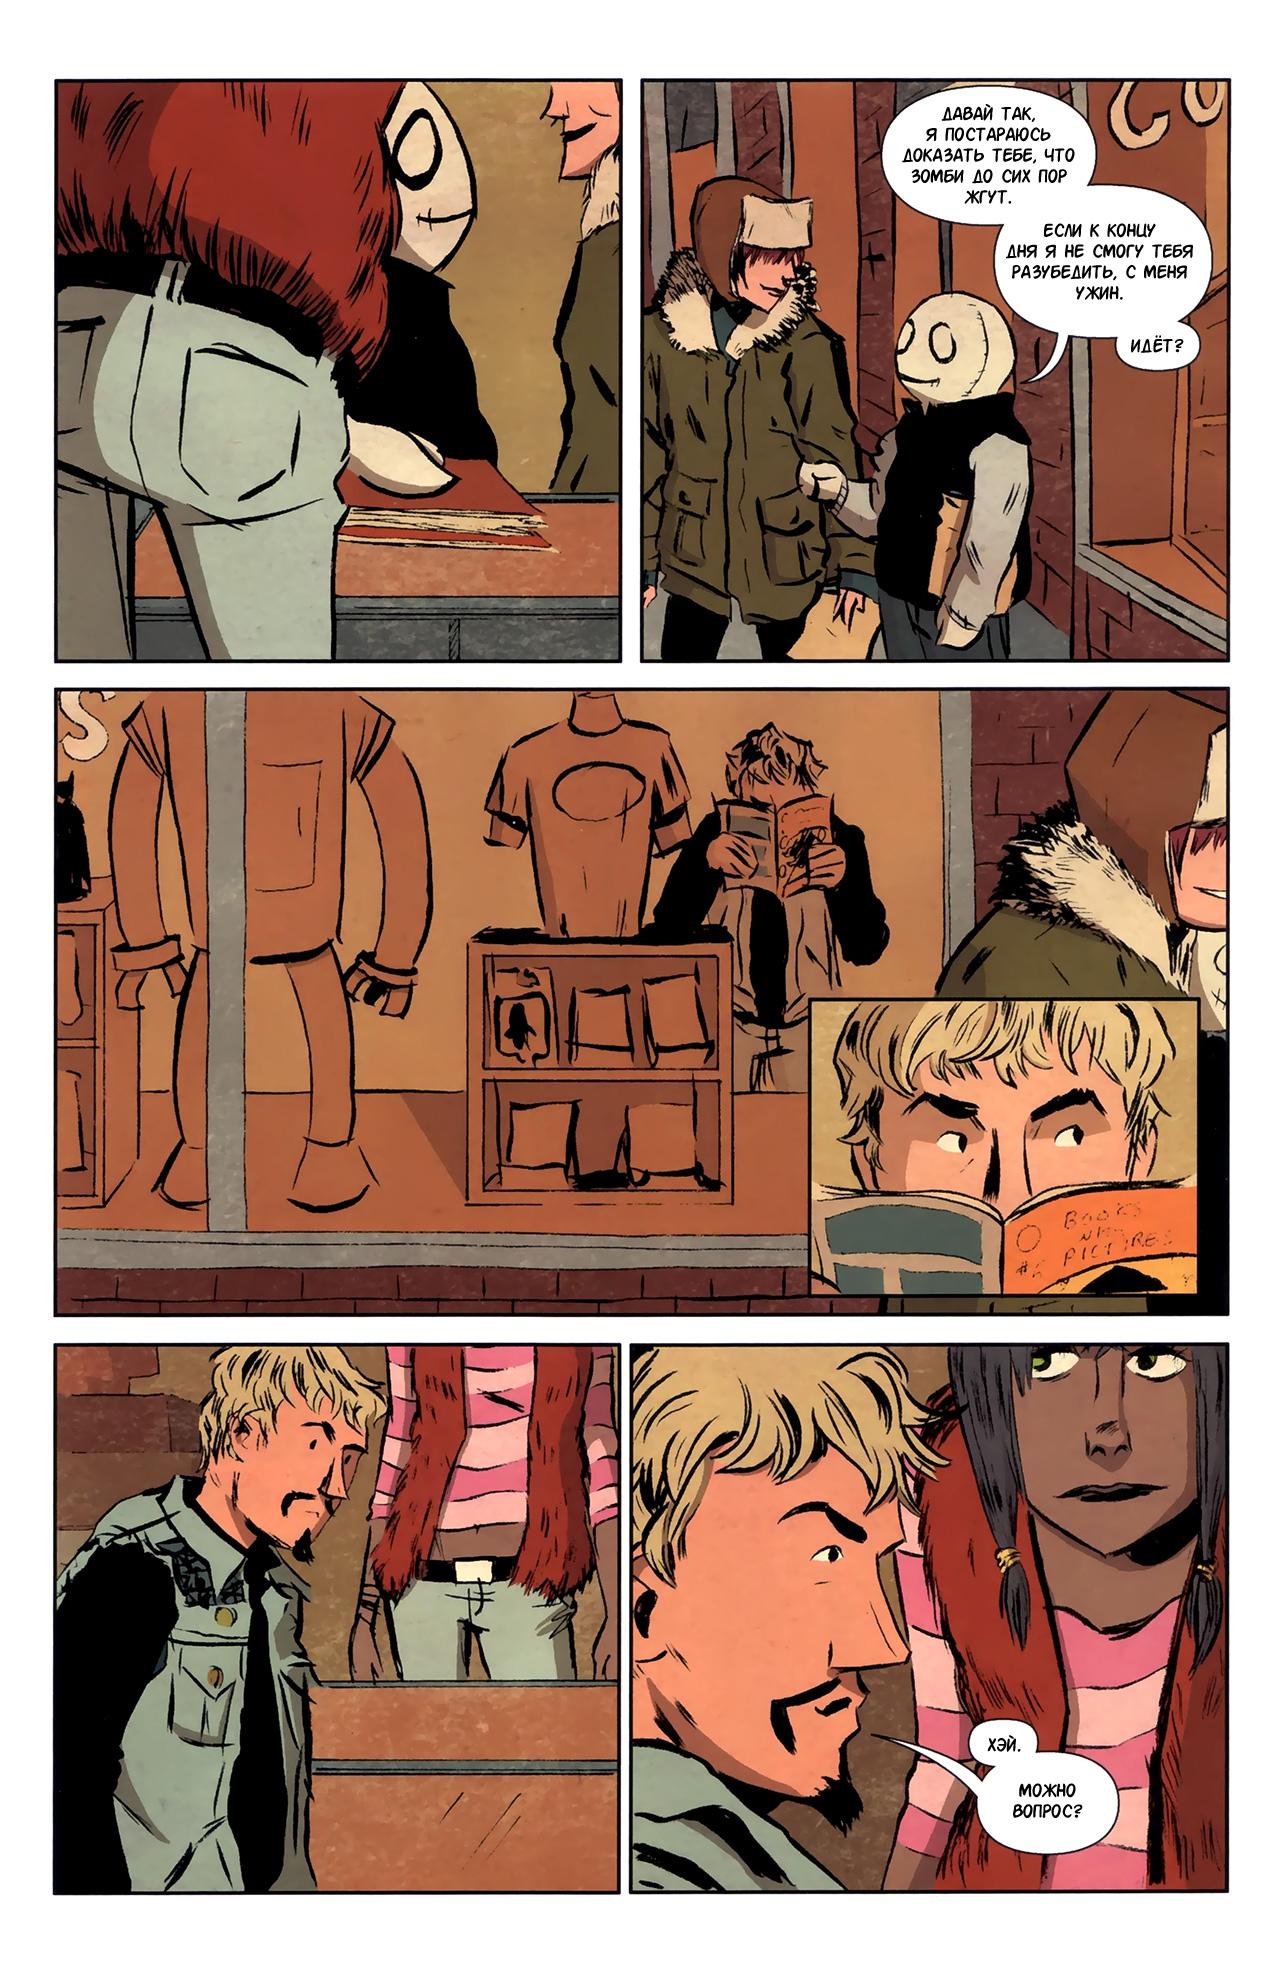 Co
ДАВАЙ ТАК,
Я ПОСТАРАЮСЬ
ДОКАЗАТЬ ТЕБЕ, ЧТО
ЗОМБИ ДО СИХ ПОР
ЖГУТ.
ЕСЛИ К КОНЦУ
ДНЯ Я НЕ СМОГУ ТЕБЯ
РАЗУБЕДИТЬ, С МЕНЯ
УЖИН.
ИДЁТ?
S
BOOKS
PICTURES
ХЭЙ.
МОЖНО
ВОПРОС?